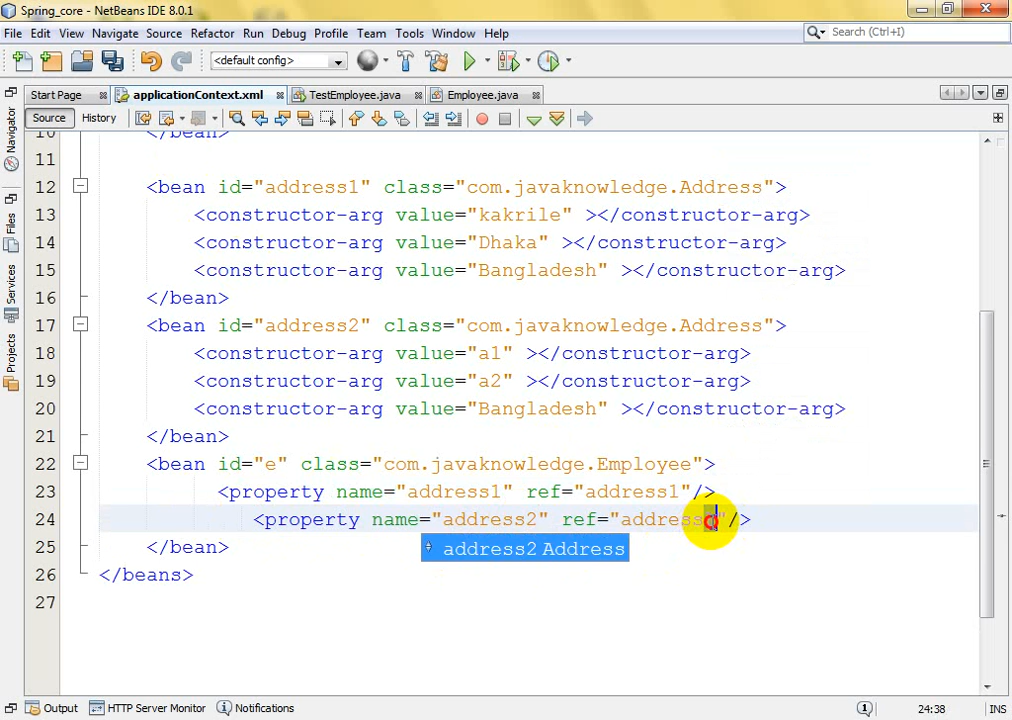 Spring_core - NetBeans IDE 8.0.1
File Edit View Navigate Source Refactor Run Debug Profile Team Tools Window Help
Search (Ctrl+I)
<default config>
Start Page applicationContext.xml TestEmployee.java Employee.java
Source History
Navigator
Files
Services
Projects
10 </bean>
11
12 <bean id="address1" class="com.javaknowledge.Address">
13 <constructor-arg value="kakrile" ></constructor-arg>
14 <constructor-arg value="Dhaka" ></constructor-arg>
15 <constructor-arg value="Bangladesh" ></constructor-arg>
16 </bean>
17 <bean id="address2" class="com.javaknowledge.Address">
18 <constructor-arg value="a1" ></constructor-arg>
19 <constructor-arg value="a2" ></constructor-arg>
20 <constructor-arg value="Bangladesh" ></constructor-arg>
21 </bean>
22 <bean id="e" class="com.javaknowledge.Employee">
23 <property name="address1" ref="address1"/>
24 <property name="address2" ref="address"/>
address2 Address
25 </bean>
26 </beans>
27
Output HTTP Server Monitor Notifications
1 24:38 INS